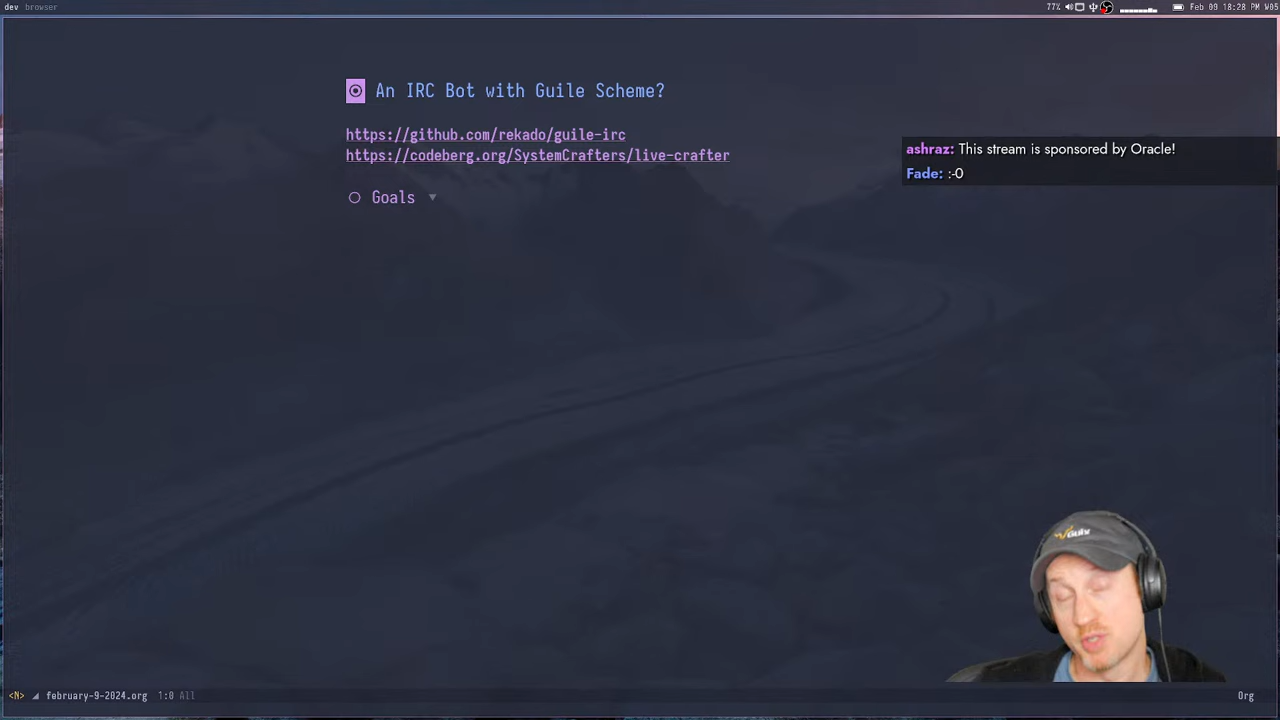 dev browser
77% Feb 09 18:28 PM W05
An IRC Bot with Guile Scheme?
https://github.com/rekado/guile-irc
https://codeberg.org/SystemCrafters/live-crafter
ashraz: This stream is sponsored by Oracle!
Fade: :-O
Goals
Guix
<N> february-9-2024.org 1:0 All
Org